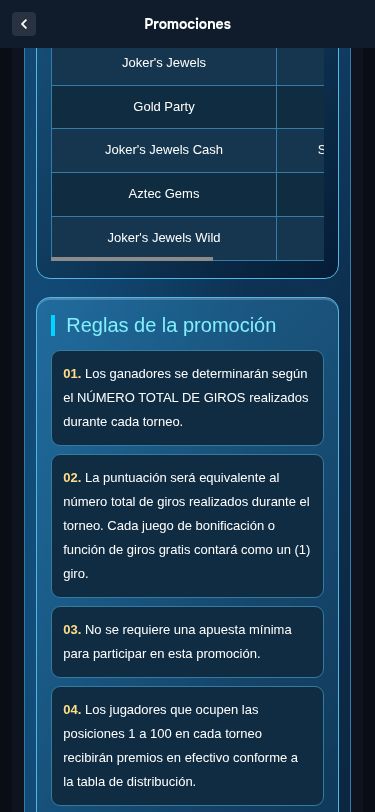 Promociones
Joker's Jewels
Gold Party
Joker's Jewels Cash
S
Aztec Gems
Joker's Jewels Wild
Reglas de la promoción
01. Los ganadores se determinarán según
el NÚMERO TOTAL DE GIROS realizados
durante cada torneo.
02. La puntuación será equivalente al
número total de giros realizados durante el
torneo. Cada juego de bonificación o
función de giros gratis contará como un (1)
giro.
03. No se requiere una apuesta mínima
para participar en esta promoción.
04. Los jugadores que ocupen las
posiciones 1 a 100 en cada torneo
recibirán premios en efectivo conforme a
la tabla de distribución.